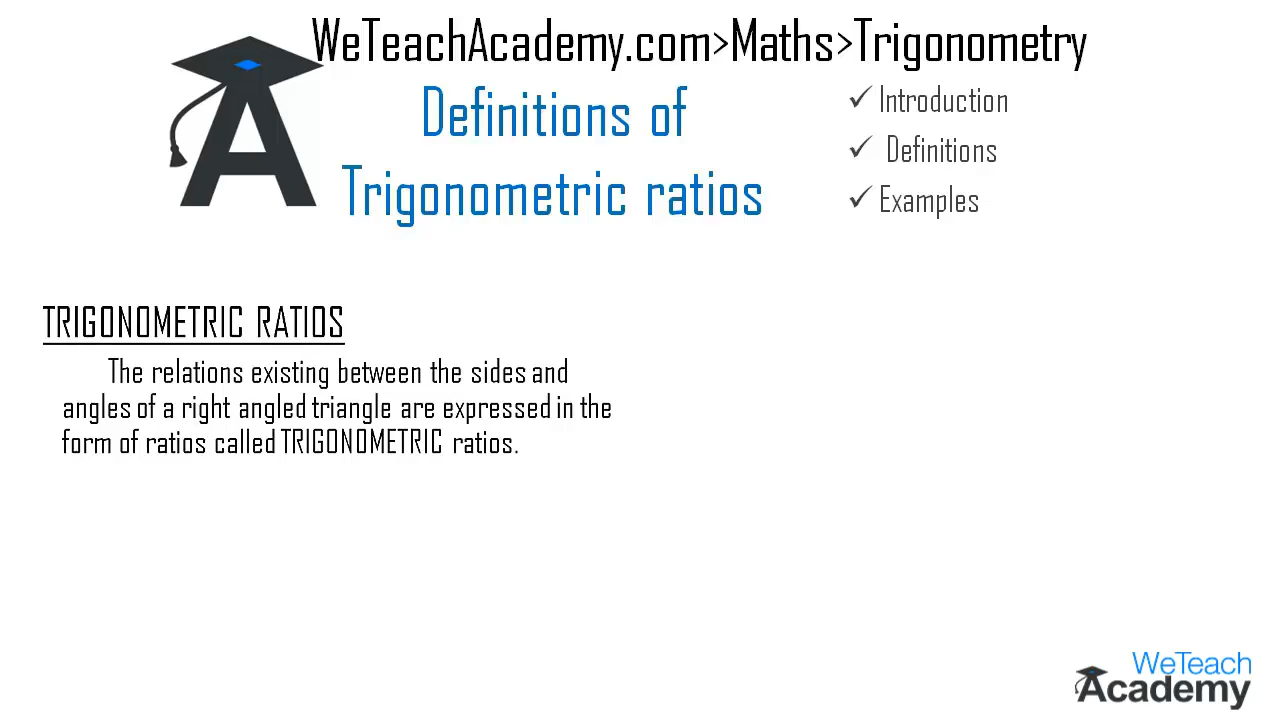 WeTeachAcademy.com>Maths>Trigonometry
Definitions of
Trigonometric ratios
✓ Introduction
✓ Definitions
✓ Examples
TRIGONOMETRIC RATIOS
The relations existing between the sides and
angles of a right angled triangle are expressed in the
form of ratios called TRIGONOMETRIC ratios.
WeTeach
Academy